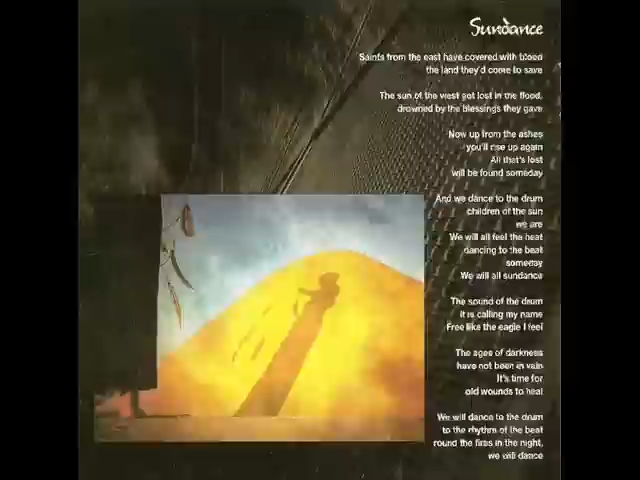 Sundance
Saints from the east have covered with blood
the land they'd come to save
The sun of the west got lost in the flood,
drowned by the blessings they gave
Now up from the ashes
you'll rise up again
All that's lost
will be found someday
And we dance to the drum
children of the sun
we are
We will all feel the heat
dancing to the beat
someday
We will all sundance
The sound of the drum
it is calling my name
Free like the eagle I feel
The ages of darkness
have not been in vain
It's time for
old wounds to heal
We will dance to the drum
to the rhythm of the beat
round the fires in the night,
we will dance